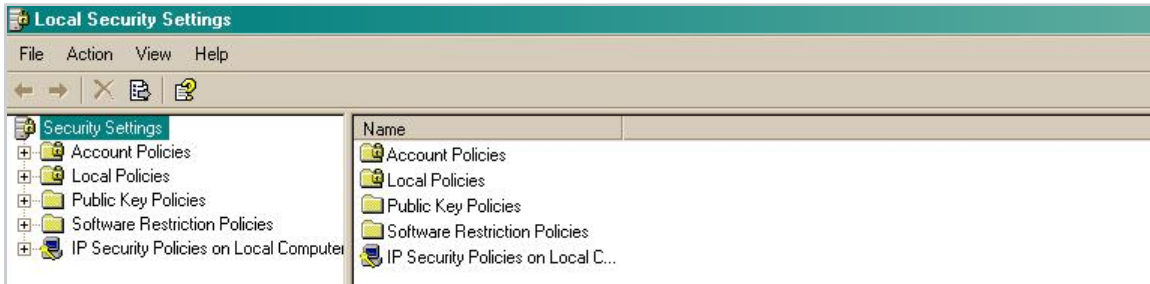 Local Security Settings
File Action View Help
Security Settings
Account Policies
Local Policies
Public Key Policies
Software Restriction Policies
IP Security Policies on Local Computer
Name
Account Policies
Local Policies
Public Key Policies
Software Restriction Policies
IP Security Policies on Local C...